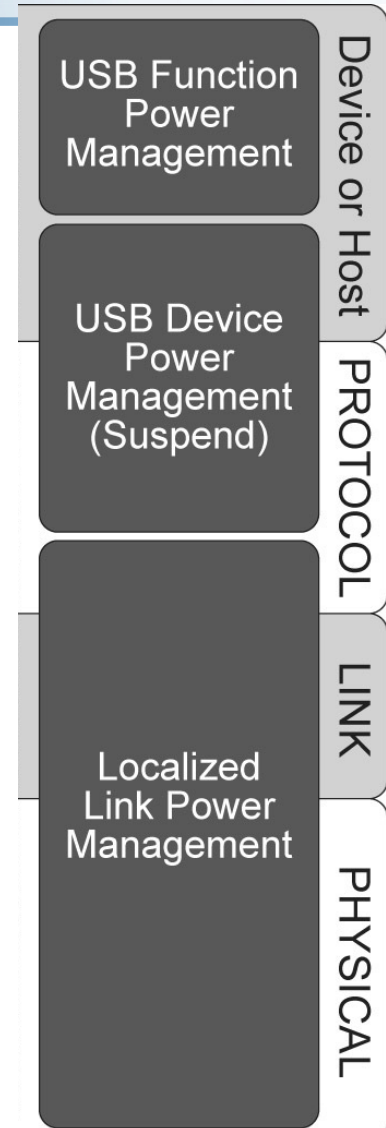 USB Function
Power
Management
Device or Host
USB Device
Power
Management
(Suspend)
PROTOCOL
Localized
Link Power
Management
LINK
PHYSICAL